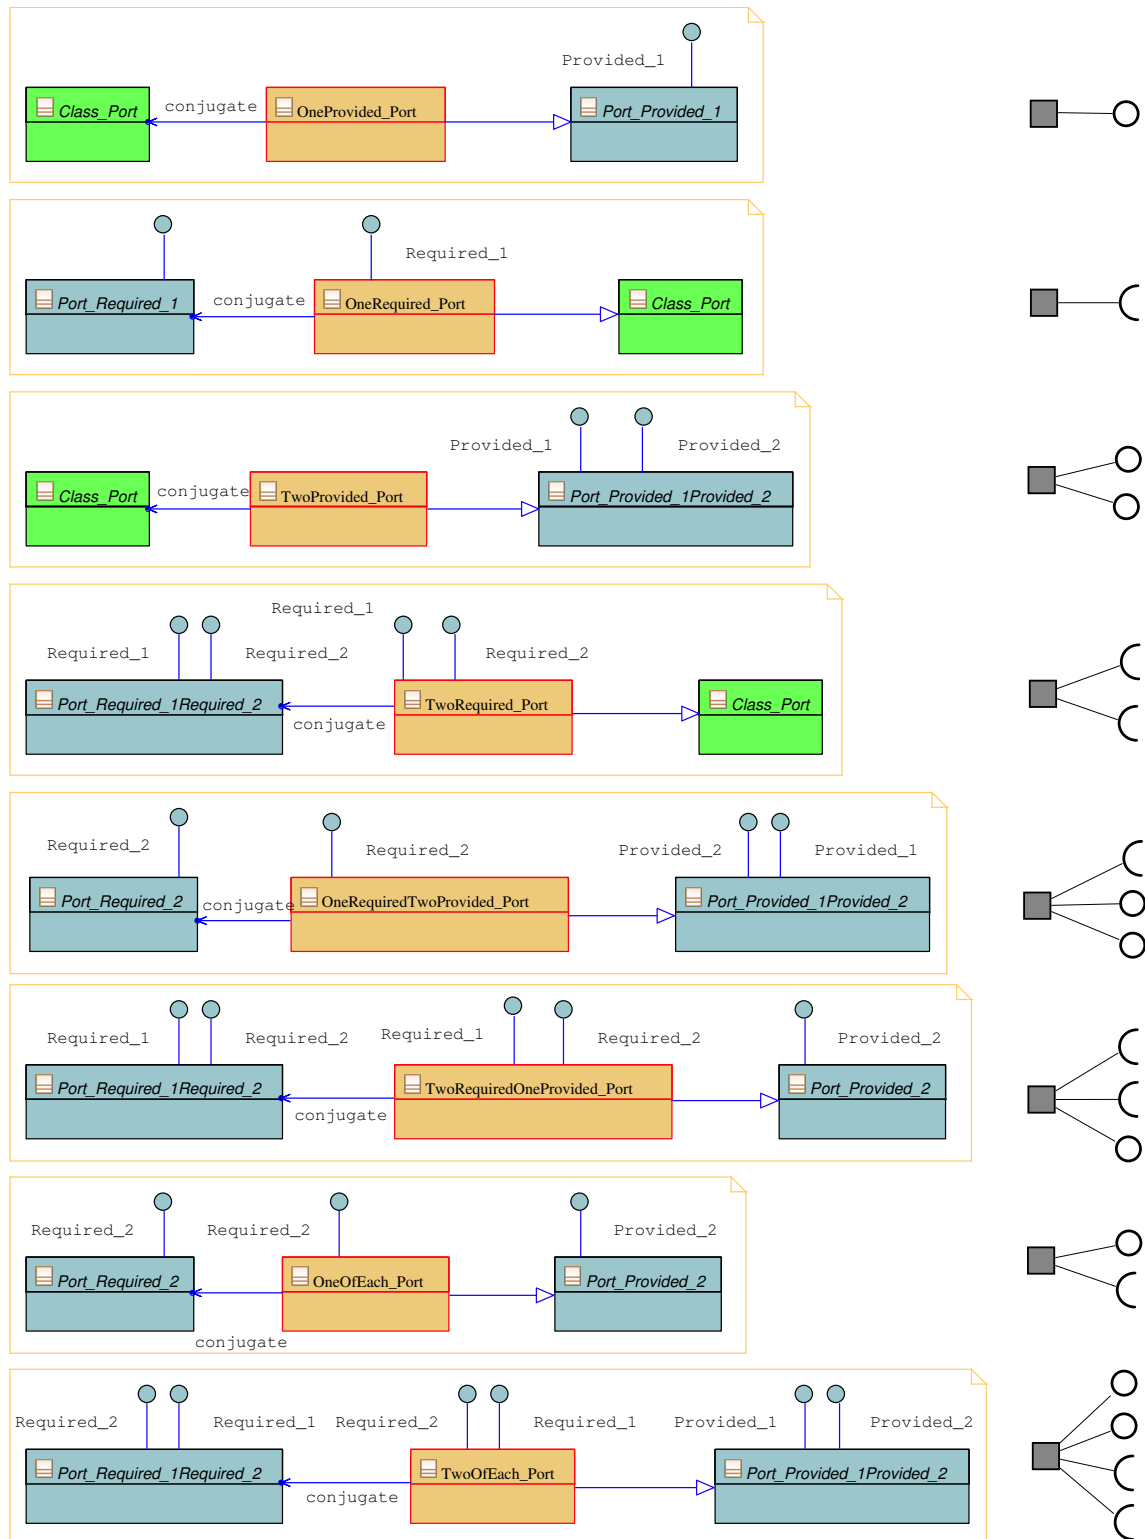 Provided_1
Class_Port conjugate OneProvided_Port Port_Provided_1
Required_1
Port_Required_1 conjugate OneRequired_Port Class_Port
Provided_1 Provided_2
Class_Port conjugate TwoProvided_Port Port_Provided_1Provided_2
Required_1
Required_1 Required_2 Required_2
Port_Required_1Required_2 TwoRequired_Port Class_Port
conjugate
Required_2 Required_2 Provided_2 Provided_1
Port_Required_2 conjugate OneRequiredTwoProvided_Port Port_Provided_1Provided_2
Required_1 Required_2 Required_1 Required_2 Provided_2
Port_Required_1Required_2 TwoRequiredOneProvided_Port Port_Provided_2
conjugate
Required_2 Required_2 Provided_2
Port_Required_2 OneOfEach_Port Port_Provided_2
conjugate
Required_2 Required_1 Required_2 Required_1 Provided_1 Provided_2
Port_Required_1Required_2 TwoOfEach_Port Port_Provided_1Provided_2
conjugate